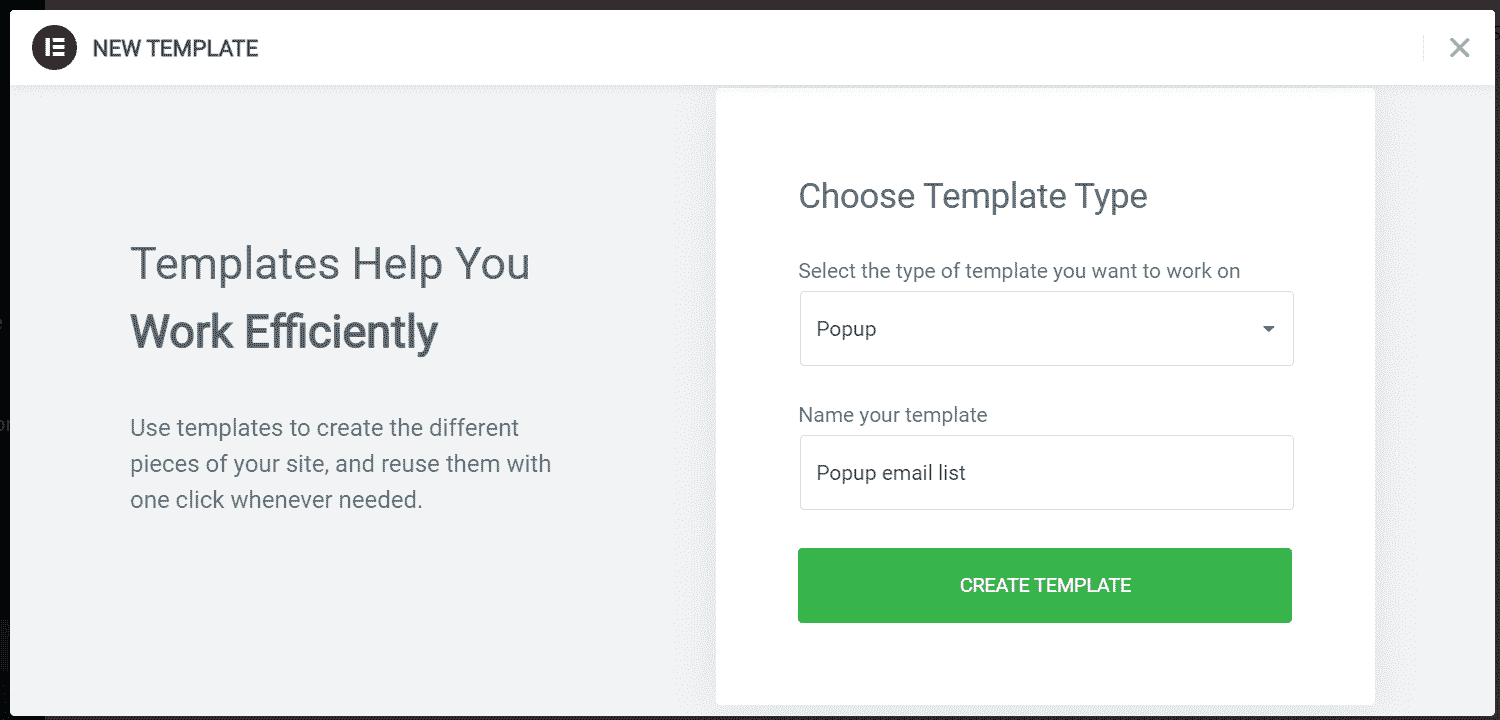 NEW TEMPLATE
Templates Help You
Work Efficiently
Use templates to create the different
pieces of your site, and reuse them with
one click whenever needed.
Choose Template Type
Select the type of template you want to work on
Popup
Name your template
Popup email list
CREATE TEMPLATE